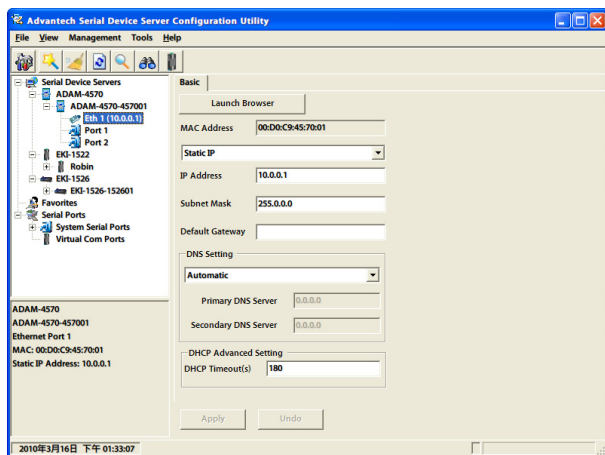 Advantech Serial Device Server Configuration Utility
File View Management Tools Help
Serial Device Servers
ADAM-4570
ADAM-4570-457001
Eth 1 (10.0.0.1)
Port 1
Port 2
EKI-1522
Robin
EKI-1526
EKI-1526-152601
Favorites
Serial Ports
System Serial Ports
Virtual Com Ports
ADAM-4570
ADAM-4570-457001
Ethernet Port 1
MAC: 00:D0:C9:45:70:01
Static IP Address: 10.0.0.1
Basic
Launch Browser
MAC Address 00:D0:C9:45:70:01
Static IP
IP Address 10.0.0.1
Subnet Mask 255.0.0.0
Default Gateway
DNS Setting
Automatic
Primary DNS Server 0.0.0.0
Secondary DNS Server 0.0.0.0
DHCP Advanced Setting
DHCP Timeout(s) 180
Apply Undo
2010年3月16日 下午 01:33:07